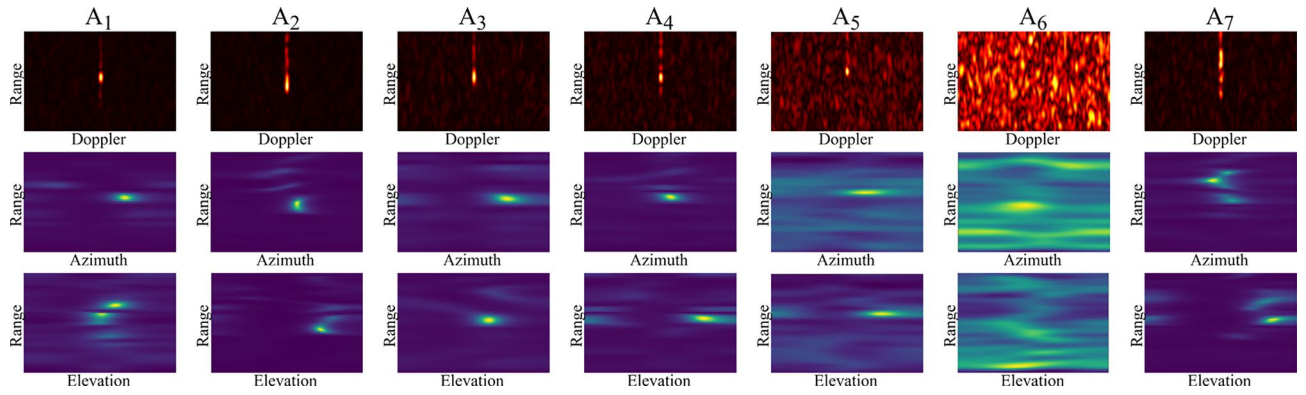 A1 A2 A3 A4 A5 A6 A7
Range Range Range Range Range Range Range
Doppler Doppler Doppler Doppler Doppler Doppler Doppler
Range Range Range Range Range Range Range
Azimuth Azimuth Azimuth Azimuth Azimuth Azimuth Azimuth
Range Range Range Range Range Range Range
Elevation Elevation Elevation Elevation Elevation Elevation Elevation